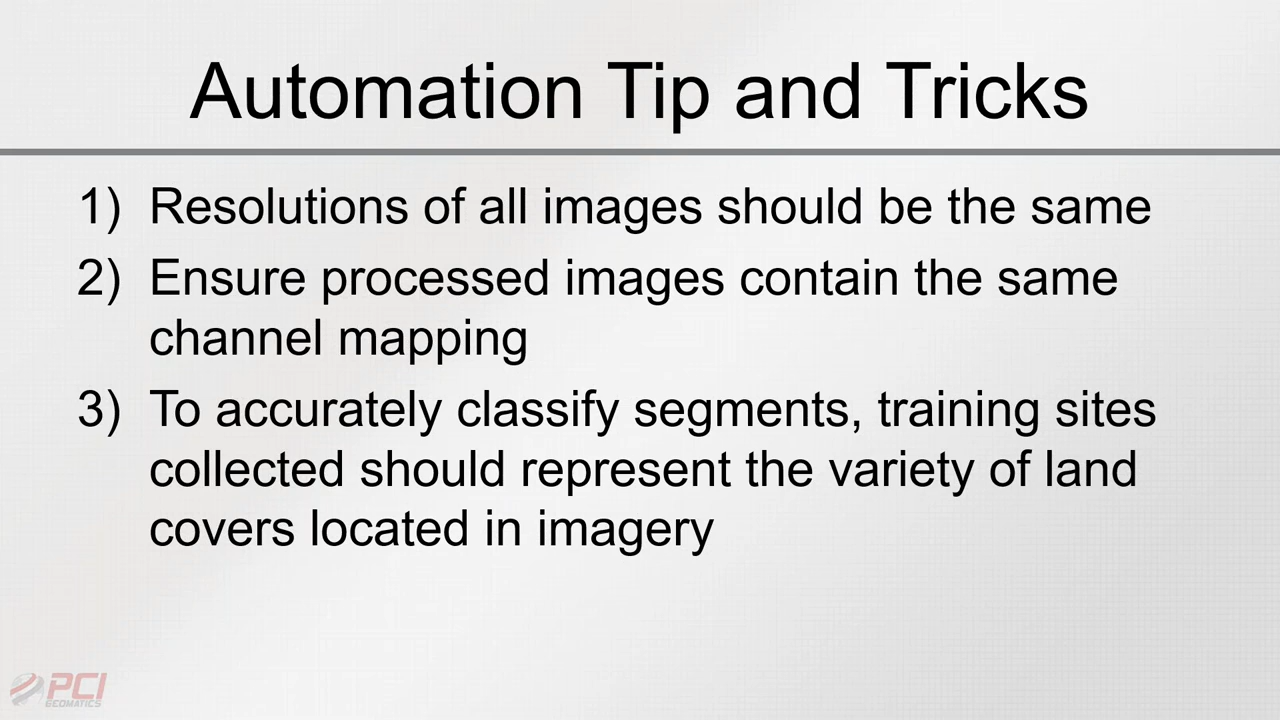 Automation Tip and Tricks
1) Resolutions of all images should be the same
2) Ensure processed images contain the same
channel mapping
3) To accurately classify segments, training sites
collected should represent the variety of land
covers located in imagery
PCI
GEOMATICS